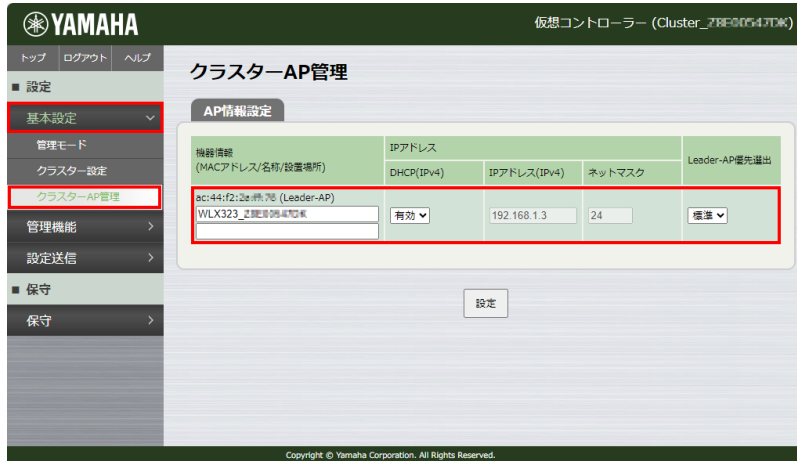 YAMAHA
仮想コントローラー (Cluster_
トップ ログアウト ヘルプ
■ 設定
基本設定
管理モード
クラスター設定
クラスターAP管理
管理機能
設定送信
■ 保守
保守
クラスターAP管理
AP情報設定
機器情報
(MACアドレス/名称/設置場所)
IPアドレス
DHCP(IPv4) IPアドレス(IPv4) ネットマスク
Leader-AP優先選出
ac:44:f2: (Leader-AP)
WLX323_
有効 192.168.1.3 24 標準
設定
Copyright © Yamaha Corporation. All Rights Reserved.